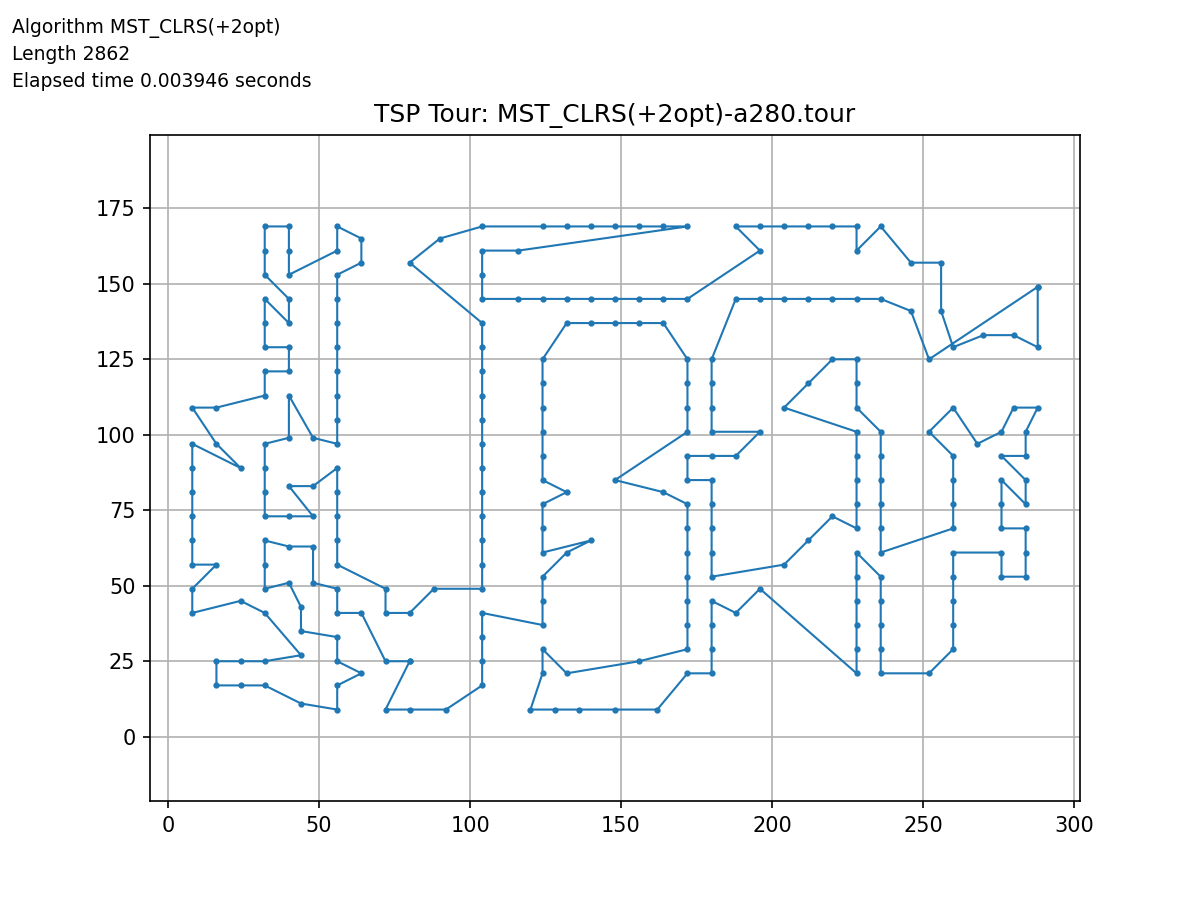 Algorithm MST_CLRS(+2opt)
Length 2862
Elapsed time 0.003946 seconds
TSP Tour: MST_CLRS(+2opt)-a280.tour
175
150
125
100
75
50
25
0
0 50 100 150 200 250 300